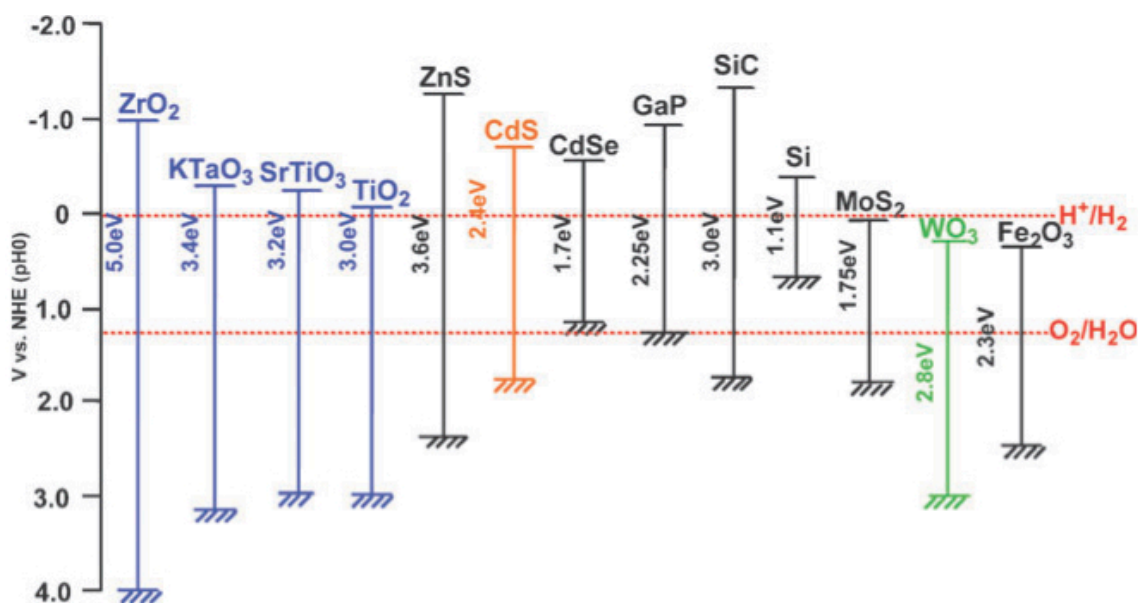 V vs. NHE (pH0)
-2.0
-1.0
0
1.0
2.0
3.0
4.0
ZrO₂
5.0eV
KTaO₃
3.4eV
SrTiO₃
3.2eV
TiO₂
3.0eV
ZnS
3.6eV
CdS
2.4eV
CdSe
1.7eV
GaP
2.25eV
SiC
3.0eV
Si
1.1eV
MoS₂
1.75eV
WO₃
2.8eV
Fe₂O₃
2.3eV
H⁺/H₂
O₂/H₂O